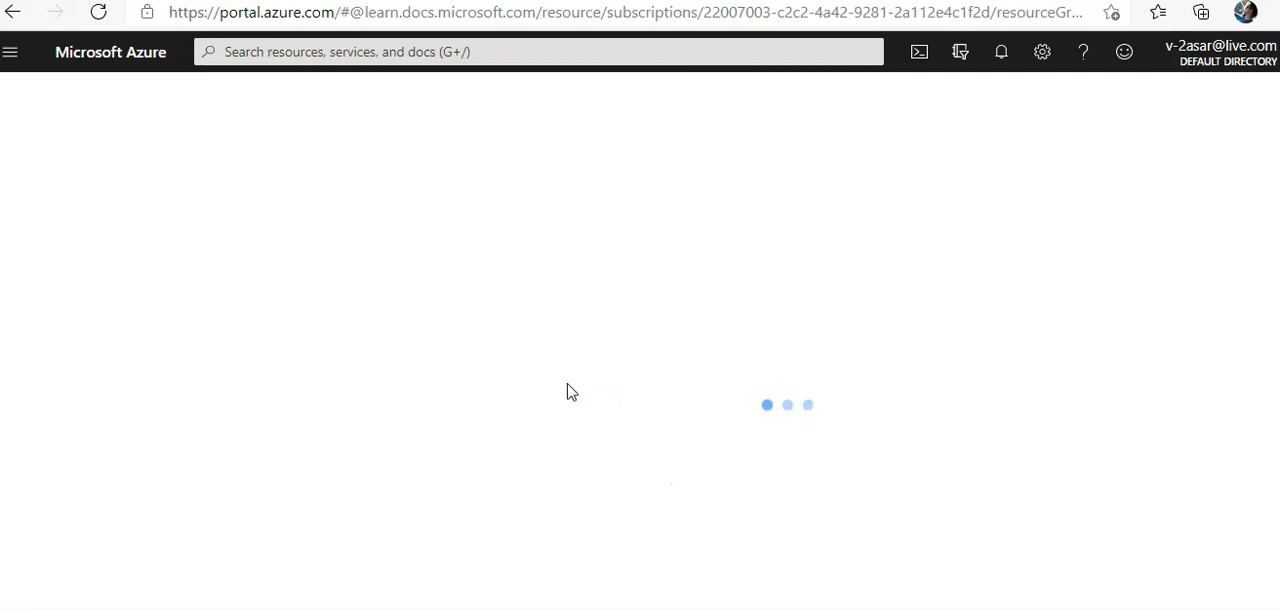 https://portal.azure.com/#@learn.docs.microsoft.com/resource/subscriptions/22007003-c2c2-4a42-9281-2a112e4c1f2d/resourceGr...
Microsoft Azure
Search resources, services, and docs (G+/)
v-2asar@live.com
DEFAULT DIRECTORY